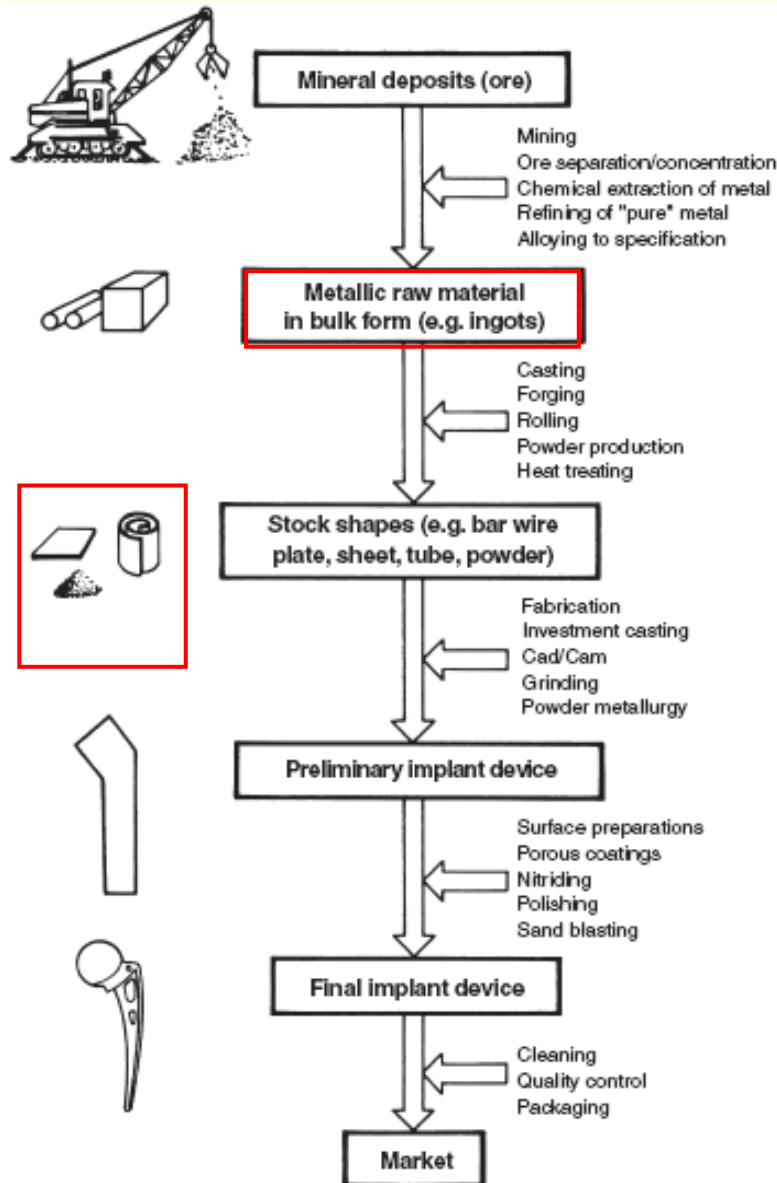 Mineral deposits (ore)
Mining
Ore separation/concentration
Chemical extraction of metal
Refining of "pure" metal
Alloying to specification
Metallic raw material
in bulk form (e.g. ingots)
Casting
Forging
Rolling
Powder production
Heat treating
Stock shapes (e.g. bar wire
plate, sheet, tube, powder)
Fabrication
Investment casting
Cad/Cam
Grinding
Powder metallurgy
Preliminary implant device
Surface preparations
Porous coatings
Nitriding
Polishing
Sand blasting
Final implant device
Cleaning
Quality control
Packaging
Market